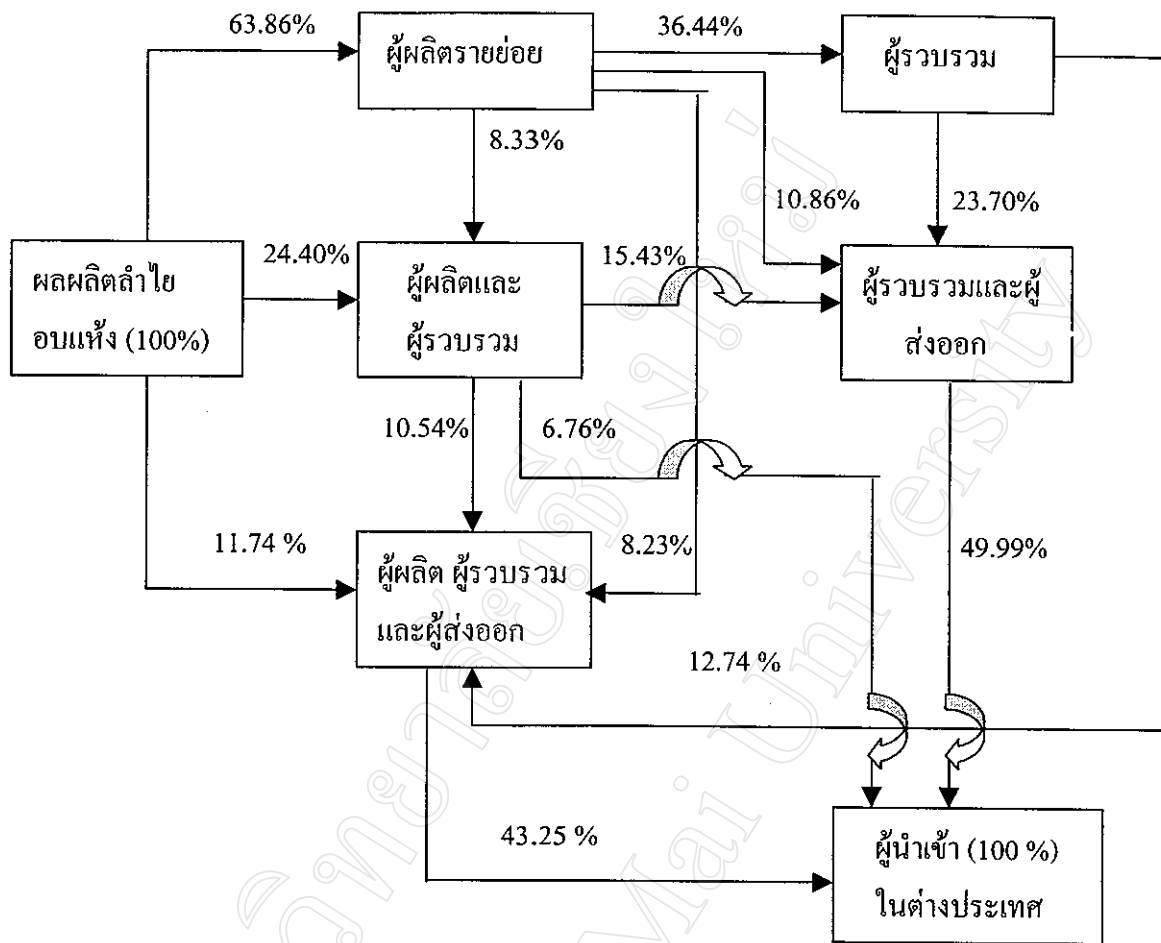 63.86%
ผู้ผลิตรายย่อย
36.44%
ผู้รวบรวม
8.33%
10.86%
23.70%
ผลผลิตลำไย
อบแห้ง (100%)
24.40%
ผู้ผลิตและ
ผู้รวบรวม
15.43%
ผู้รวบรวมและผู้
ส่งออก
10.54%
6.76%
11.74 %
ผู้ผลิต ผู้รวบรวม
และผู้ส่งออก
8.23%
49.99%
12.74 %
43.25 %
ผู้นำเข้า (100 %)
ในต่างประเทศ
Mai University